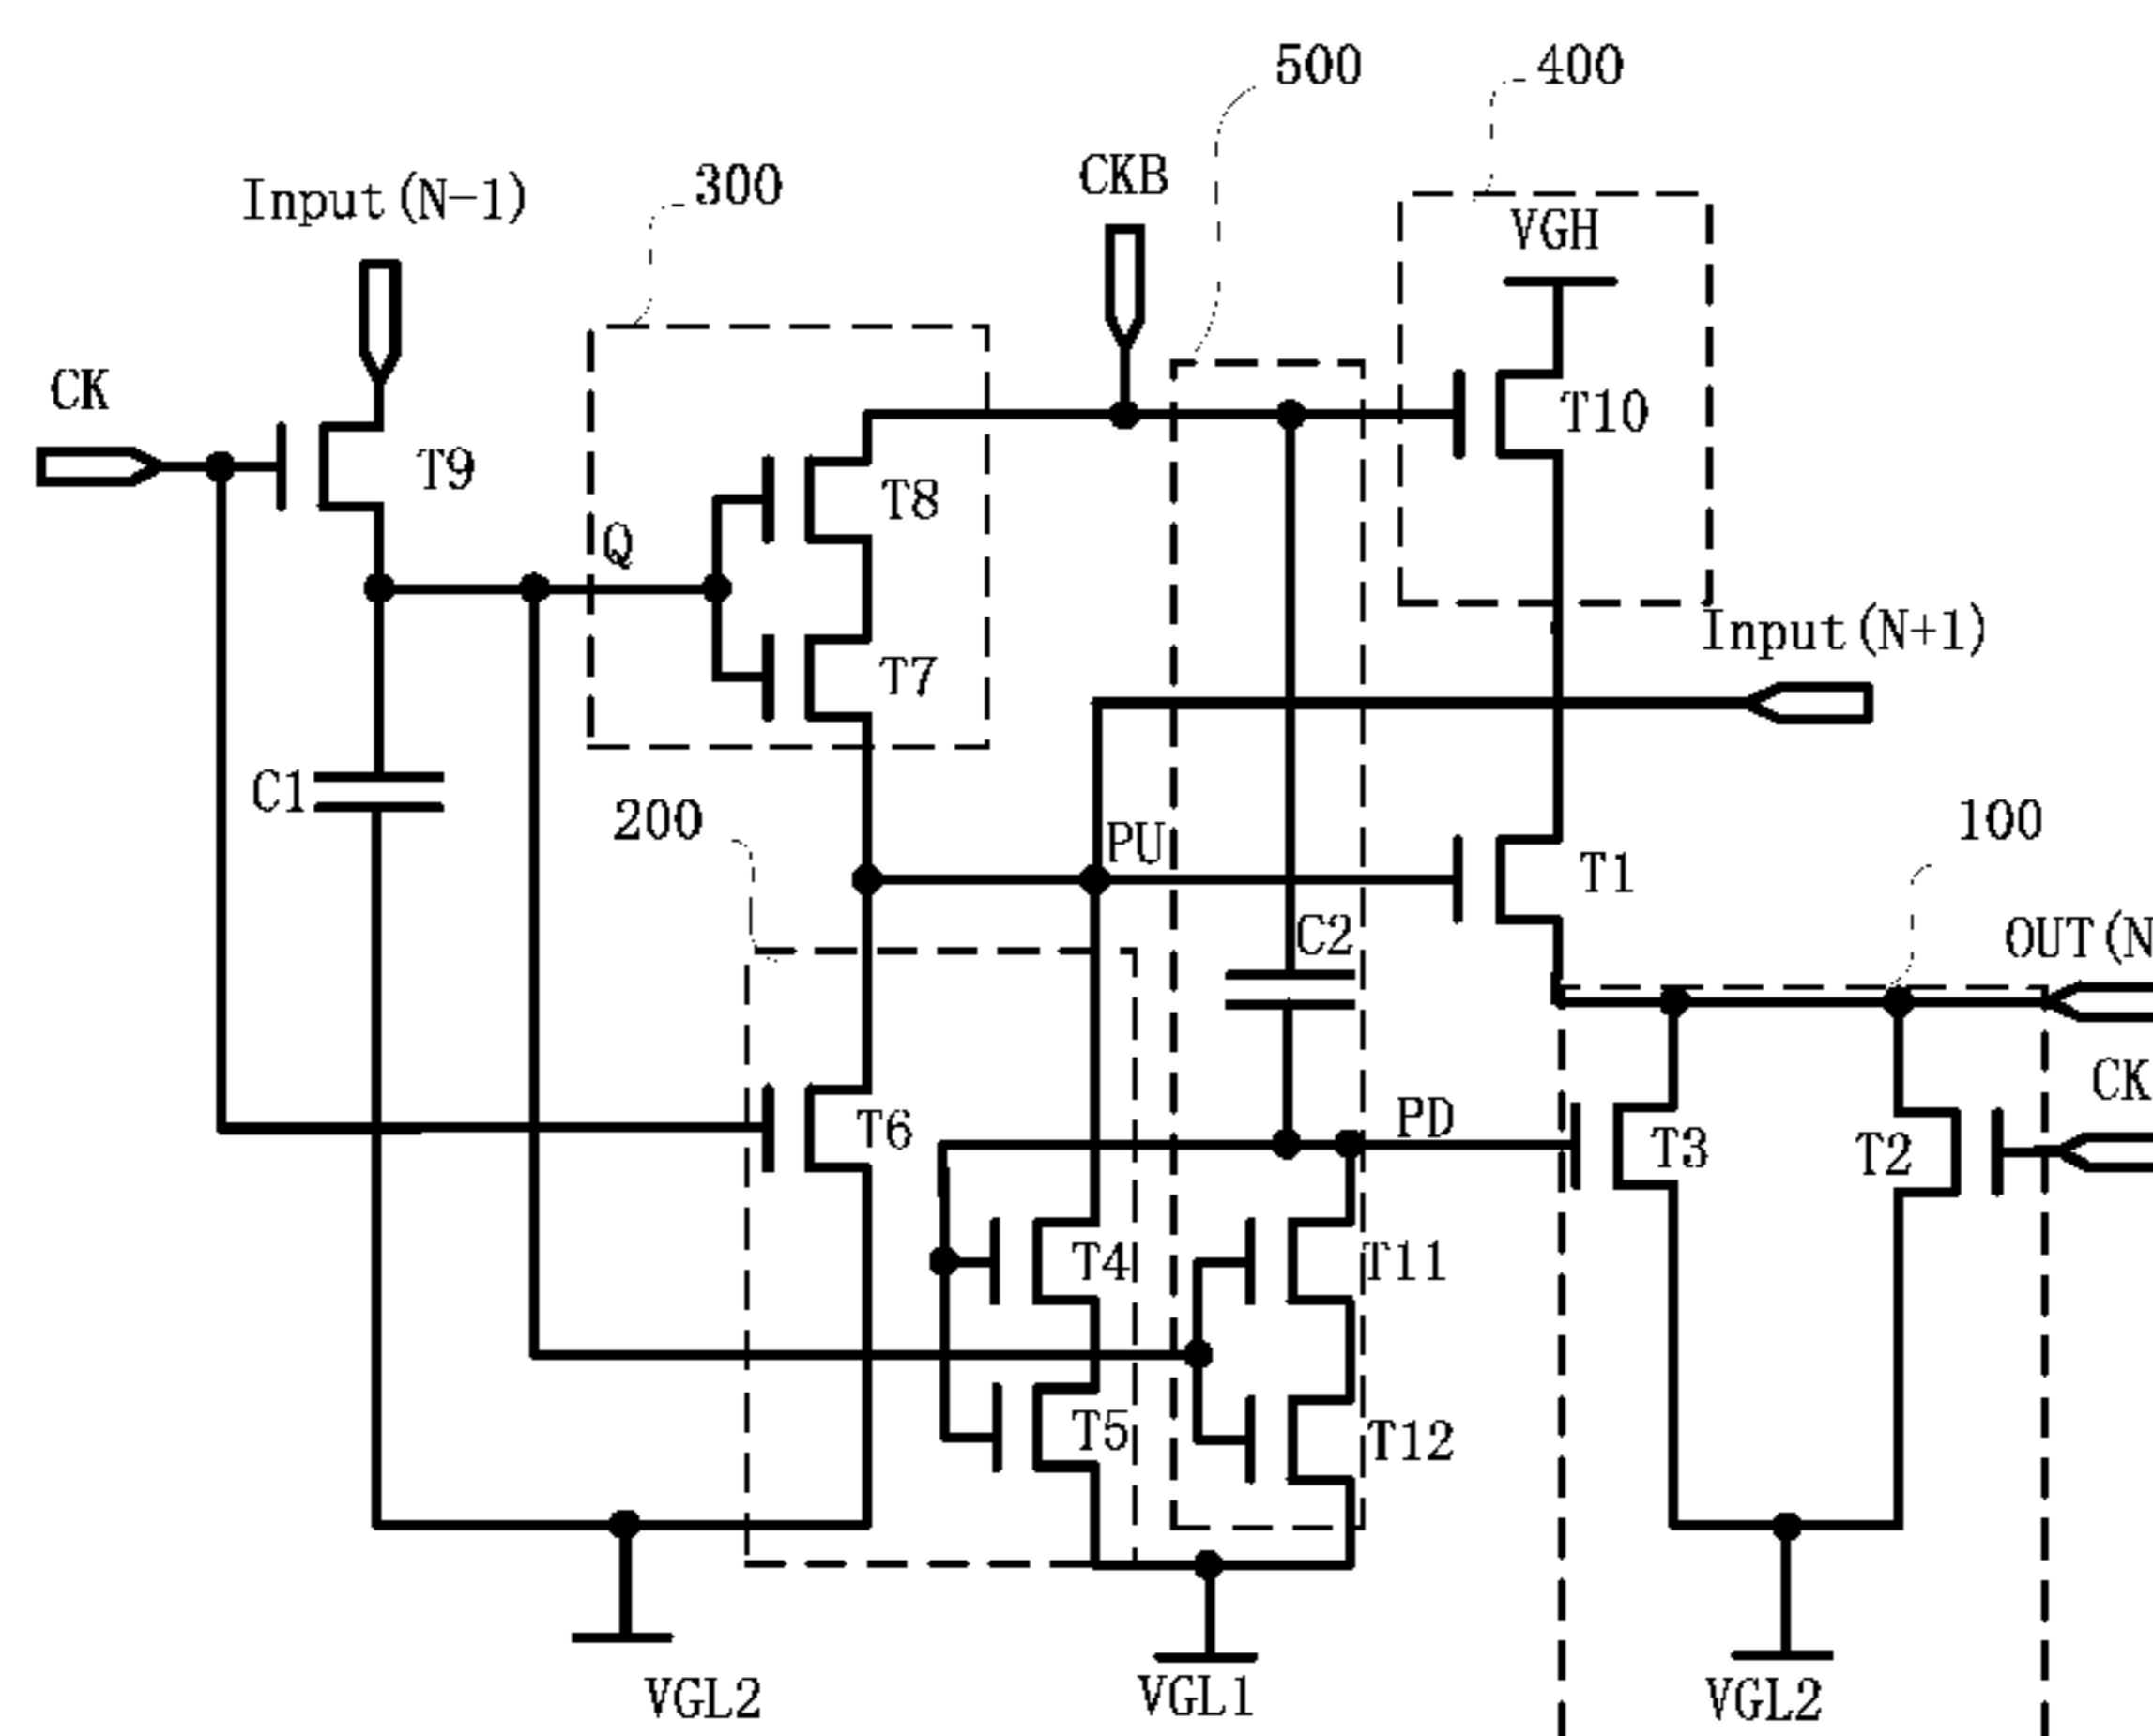 500
400
300
CKB
Input(N-1)
VGH
CK
T10
T9
T8
Q
Input(N+1)
T7
C1
200
PU
100
T1
C2
OUT(N
CK
PD
T6
T3
T2
T4
T11
T5
T12
VGL2
VGL1
VGL2